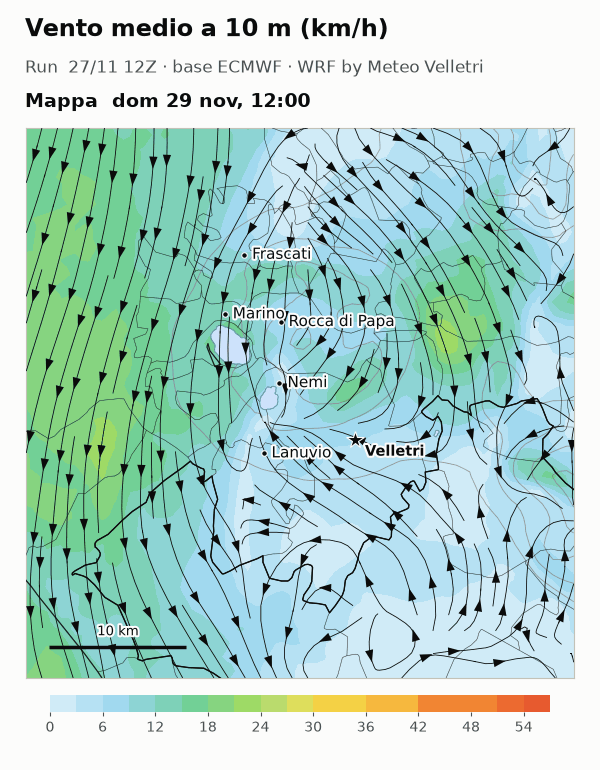 Vento medio a 10 m (km/h)
Run 27/11 12Z · base ECMWF · WRF by Meteo Velletri
Mappa dom 29 nov, 12:00
Frascati
Marino
Rocca di Papa
Nemi
Lanuvio
Velletri
10 km
0 6 12 18 24 30 36 42 48 54